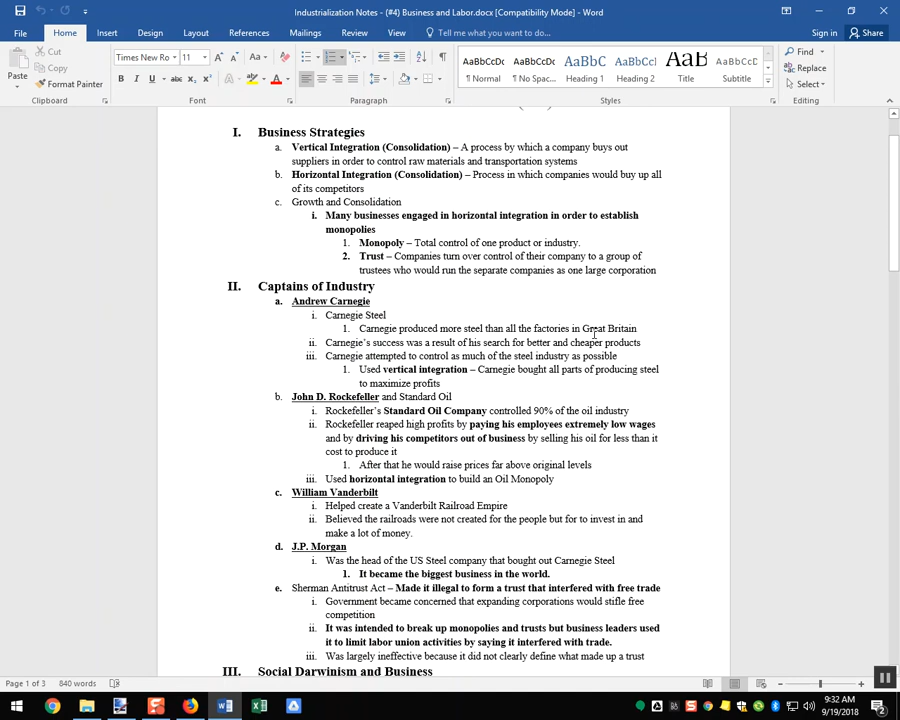 Industrialization Notes - (#4) Business and Labor.docx [Compatibility Mode] - Word
File Home Insert Design Layout References Mailings Review View Tell me what you want to do... Sign in Share
Paste Cut Copy Format Painter
Times New Ro 11
AaBbCcDc AaBbCcDc AaBbC AaBbCcI AaB AaBbCcD
¶ Normal ¶ No Spac... Heading 1 Heading 2 Title Subtitle
Find Replace Select
Clipboard Font Paragraph Styles Editing
I. Business Strategies
a. Vertical Integration (Consolidation) – A process by which a company buys out
suppliers in order to control raw materials and transportation systems
b. Horizontal Integration (Consolidation) – Process in which companies would buy up all
of its competitors
c. Growth and Consolidation
i. Many businesses engaged in horizontal integration in order to establish
monopolies
1. Monopoly – Total control of one product or industry.
2. Trust – Companies turn over control of their company to a group of
trustees who would run the separate companies as one large corporation
II. Captains of Industry
a. Andrew Carnegie
i. Carnegie Steel
1. Carnegie produced more steel than all the factories in Great Britain
ii. Carnegie's success was a result of his search for better and cheaper products
iii. Carnegie attempted to control as much of the steel industry as possible
1. Used vertical integration – Carnegie bought all parts of producing steel
to maximize profits
b. John D. Rockefeller and Standard Oil
i. Rockefeller's Standard Oil Company controlled 90% of the oil industry
ii. Rockefeller reaped high profits by paying his employees extremely low wages
and by driving his competitors out of business by selling his oil for less than it
cost to produce it
1. After that he would raise prices far above original levels
iii. Used horizontal integration to build an Oil Monopoly
c. William Vanderbilt
i. Helped create a Vanderbilt Railroad Empire
ii. Believed the railroads were not created for the people but for to invest in and
make a lot of money.
d. J.P. Morgan
i. Was the head of the US Steel company that bought out Carnegie Steel
1. It became the biggest business in the world.
e. Sherman Antitrust Act – Made it illegal to form a trust that interfered with free trade
i. Government became concerned that expanding corporations would stifle free
competition
ii. It was intended to break up monopolies and trusts but business leaders used
it to limit labor union activities by saying it interfered with trade.
iii. Was largely ineffective because it did not clearly define what made up a trust
III. Social Darwinism and Business
Page 1 of 3 840 words 100%
9:32 AM
9/19/2018